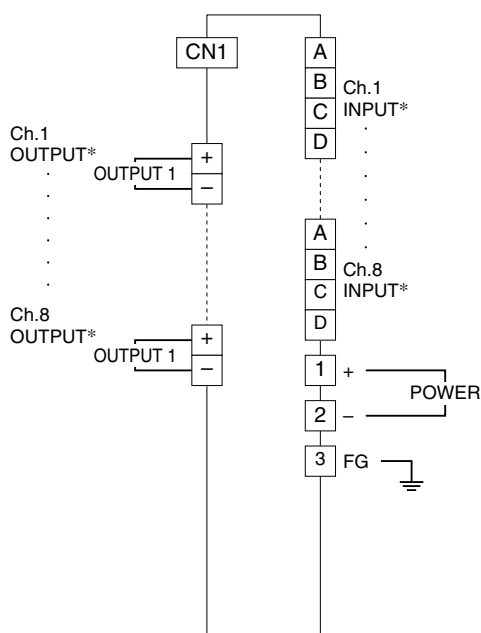 CN1
A
B
C
D
Ch.1
INPUT*
Ch.1
OUTPUT*
OUTPUT 1
+
–
A
B
C
D
Ch.8
INPUT*
Ch.8
OUTPUT*
OUTPUT 1
+
–
1 +
POWER
2 –
3 FG